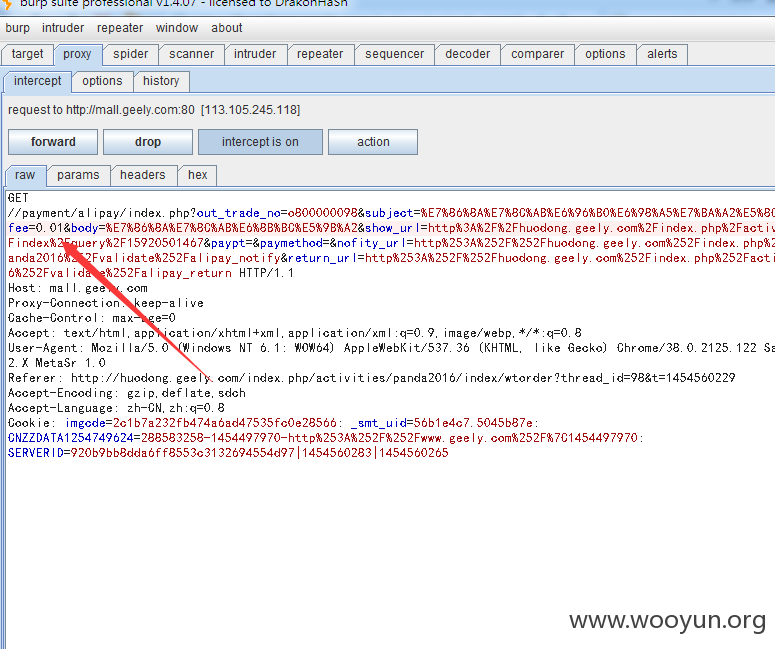 burp suite professional v1.4.07 - licensed to DrakonHaSh
burp intruder repeater window about
target proxy spider scanner intruder repeater sequencer decoder comparer options alerts
intercept options history
request to http://mall.geely.com:80 [113.105.245.118]
forward drop intercept is on action
raw params headers hex
GET
//payment/alipay/index.php?out_trade_no=o800000098&subject=%E7%86%8A%E7%8C%AB%E6%96%B0%E6%98%A5%E7%BA%A2%E5%8C
fee=0.01&body=%E7%86%8A%E7%8C%AB%E6%8B%BC%E5%9B%A2&show_url=http%3A%2F%2Fhuodong.geely.com%2Findex.php%2Factiv
Findex%2Fquery%2F15920501467&paypt=&paymethod=&nofity_url=http%253A%252F%252Fhuodong.geely.com%252Findex.php%2
anda2016%252Fvalidate%252Falipay_notify&return_url=http%253A%252F%252Fhuodong.geely.com%252Findex.php%252Facti
6%252Fvalidate%252Falipay_return HTTP/1.1
Host: mall.geely.com
Proxy-Connection: keep-alive
Cache-Control: max-age=0
Accept: text/html,application/xhtml+xml,application/xml;q=0.9,image/webp,*/*;q=0.8
User-Agent: Mozilla/5.0 (Windows NT 6.1; WOW64) AppleWebKit/537.36 (KHTML, like Gecko) Chrome/38.0.2125.122 Sa
2.X MetaSr 1.0
Referer: http://huodong.geely.com/index.php/activities/panda2016/index/wtorder?thread_id=98&t=1454560229
Accept-Encoding: gzip,deflate,sdch
Accept-Language: zh-CN,zh;q=0.8
Cookie: imgcode=2c1b7a232fb474a6ad47535fc0e28566; _smt_uid=56b1e4c7.5045b87e;
CNZZDATA1254749624=288583258-1454497970-http%253A%252F%252Fwww.geely.com%252F%7C1454497970;
SERVERID=920b9bb8dda6ff8553c3132694554d97|1454560283|1454560265
www.wooyun.org